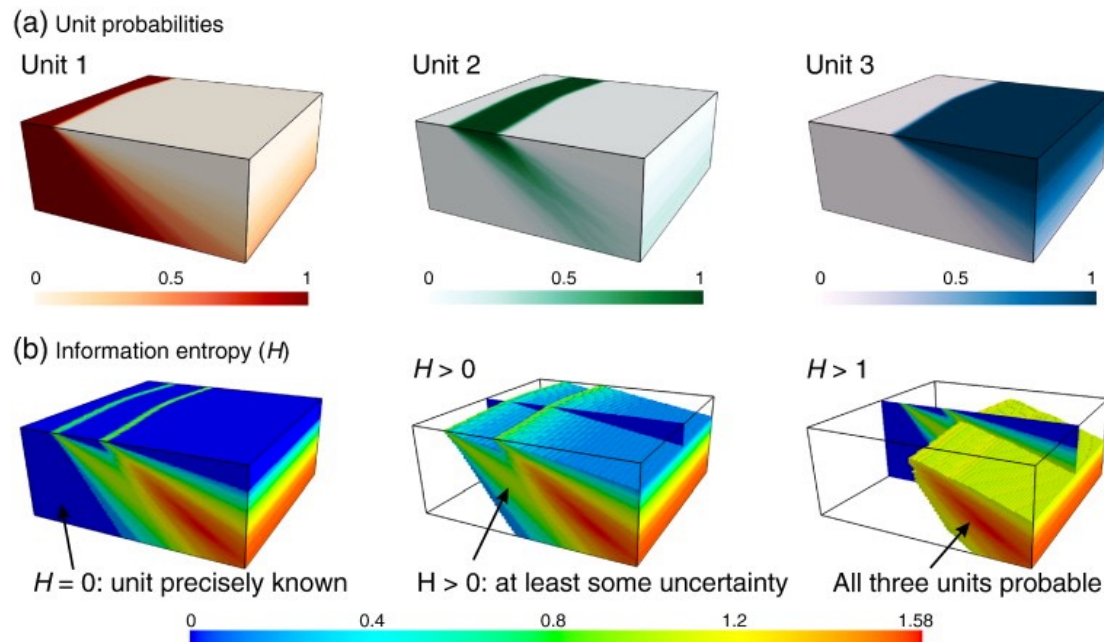 (a) Unit probabilities
Unit 1
Unit 2
Unit 3
0 0.5 1
0 0.5 1
0 0.5 1
(b) Information entropy (H)
H > 0
H > 1
H = 0: unit precisely known
H > 0: at least some uncertainty
All three units probable
0 0.4 0.8 1.2 1.58